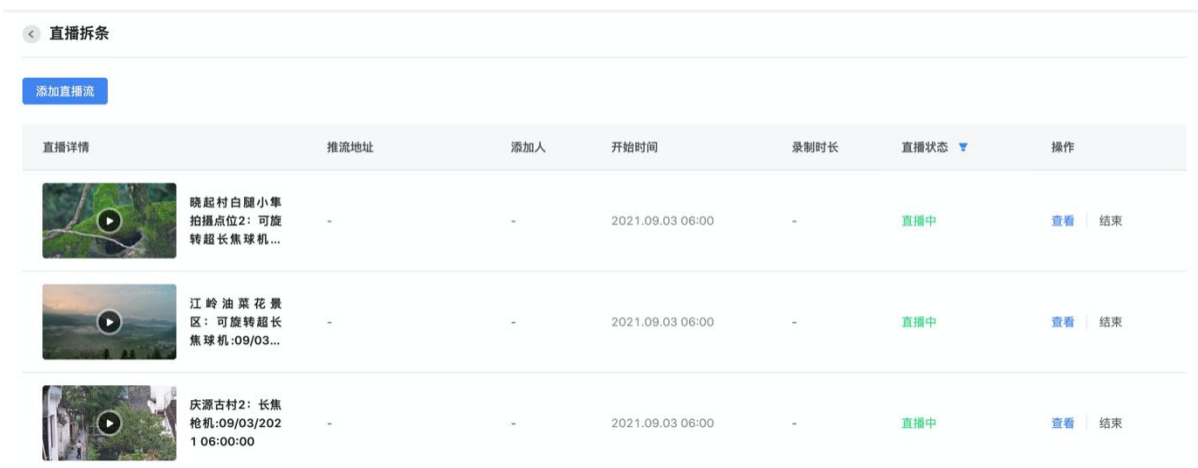 直播拆条
添加直播流
直播详情 推流地址 添加人 开始时间 录制时长 直播状态 操作
晓起村白腿小隼
拍摄点位2：可旋
转超长焦球机...
- - 2021.09.03 06:00 - 直播中 查看 结束
江岭油菜花景
区：可旋转超长
焦球机:09/03...
- - 2021.09.03 06:00 - 直播中 查看 结束
庆源古村2：长焦
枪机:09/03/202
1 06:00:00
- - 2021.09.03 06:00 - 直播中 查看 结束